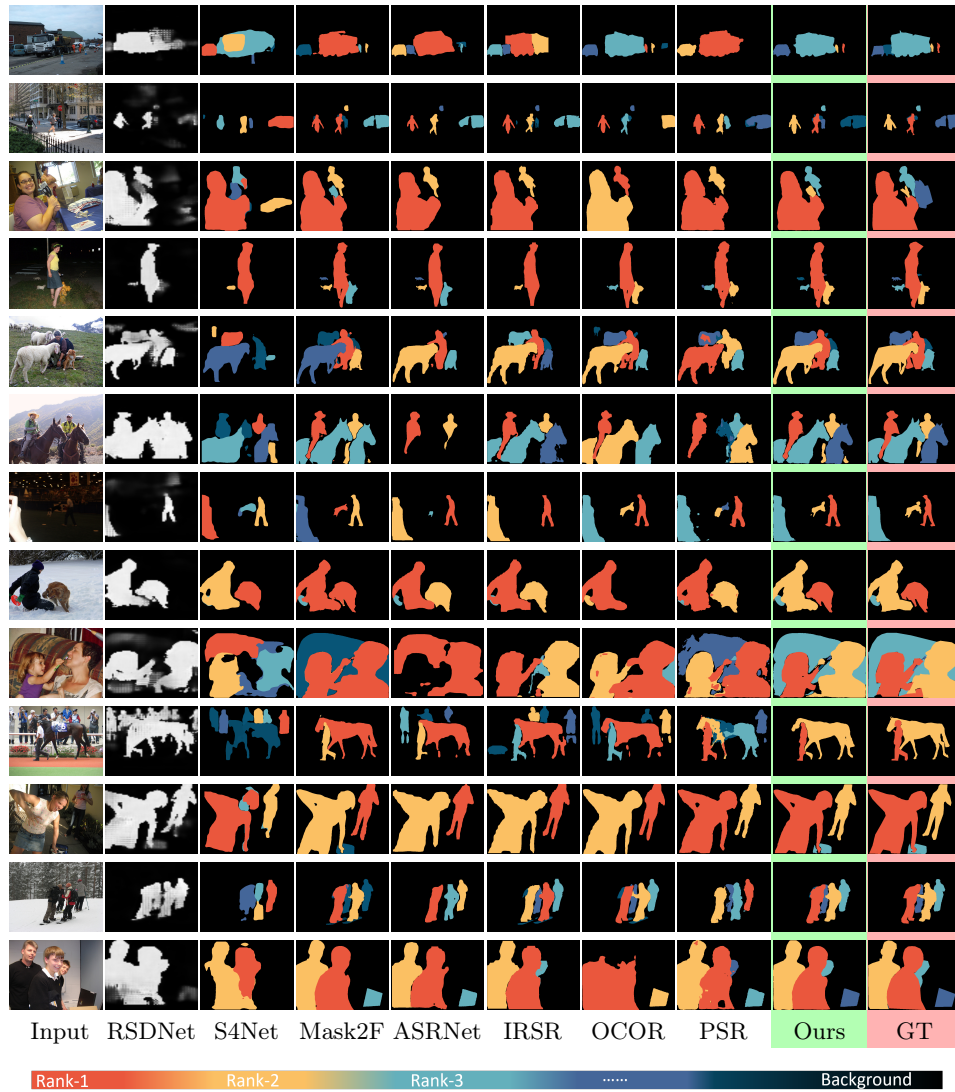 Input RSDNet S4Net Mask2F ASRNet IRSR OCOR PSR Ours GT
Rank-1 Rank-2 Rank-3 ...... Background